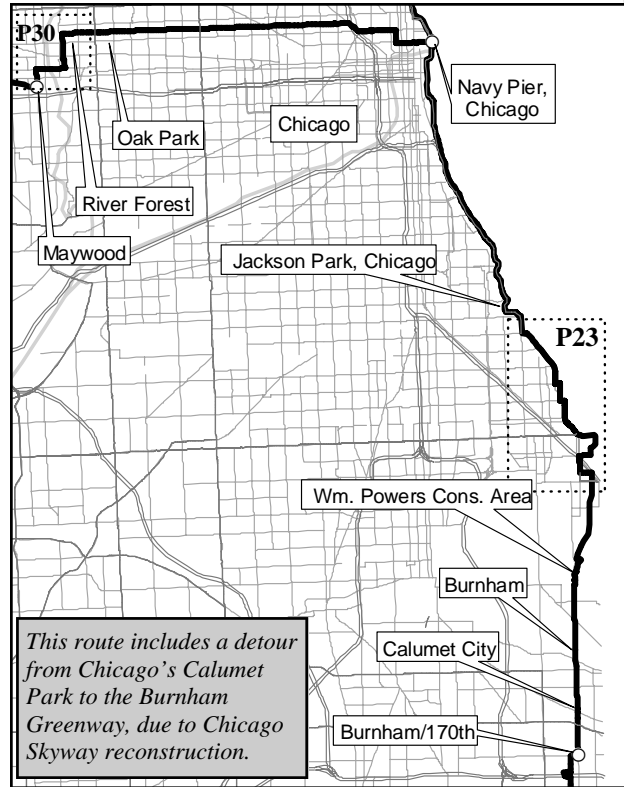 P30
Navy Pier,
Chicago
Oak Park
Chicago
River Forest
Maywood
Jackson Park, Chicago
P23
Wm. Powers Cons. Area
Burnham
Calumet City
Burnham/170th
This route includes a detour
from Chicago's Calumet
Park to the Burnham
Greenway, due to Chicago
Skyway reconstruction.